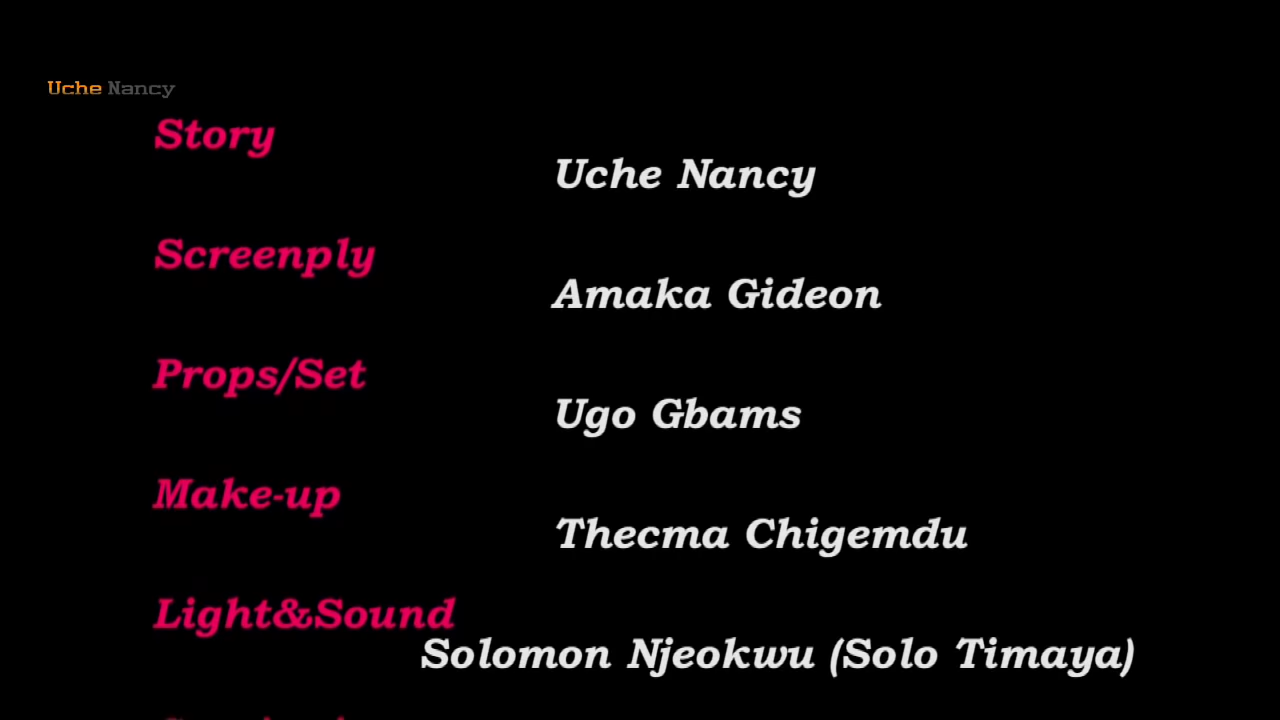 Uche Nancy
Story
Uche Nancy
Screenply
Amaka Gideon
Props/Set
Ugo Gbams
Make-up
Thecma Chigemdu
Light&Sound
Solomon Njeokwu (Solo Timaya)